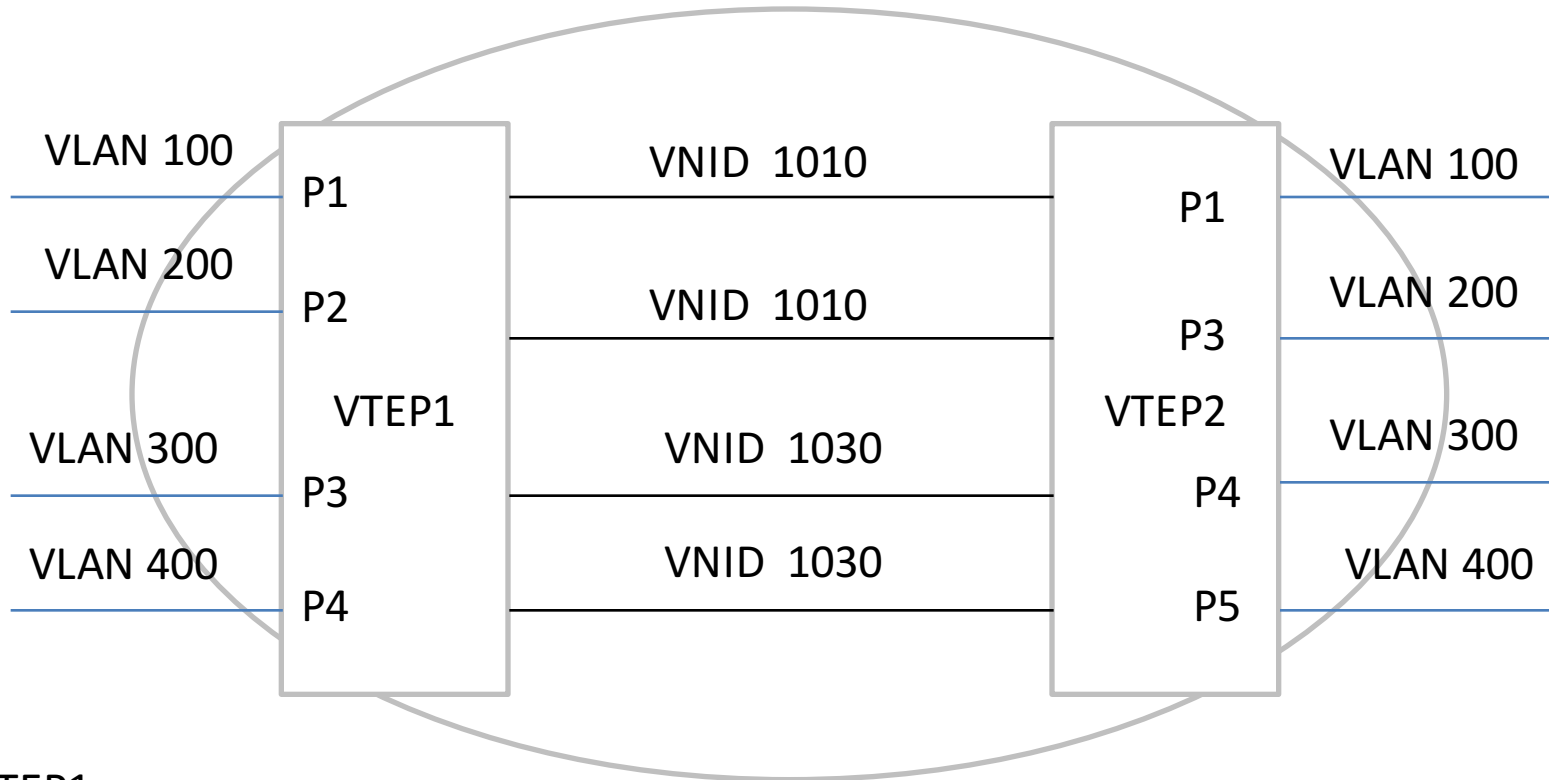 VLAN 100
VNID 1010
VLAN 100
P1
P1
VLAN 200
VNID 1010
VLAN 200
P2
P3
VTEP1
VTEP2
VLAN 300
VNID 1030
VLAN 300
P3
P4
VLAN 400
VNID 1030
VLAN 400
P4
P5